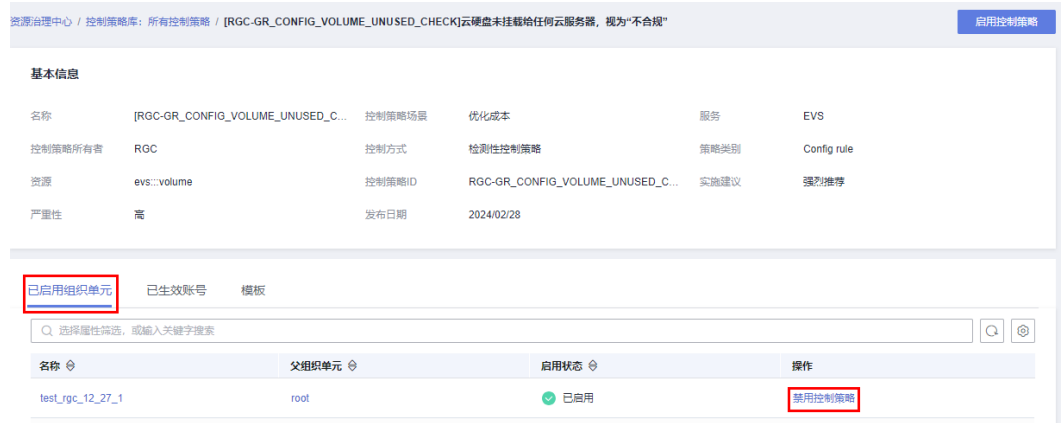 资源治理中心 / 控制策略库：所有控制策略 / [RGC-GR_CONFIG_VOLUME_UNUSED_CHECK]云硬盘未挂载给任何云服务器，视为“不合规”
启用控制策略
基本信息
名称 [RGC-GR_CONFIG_VOLUME_UNUSED_C... 控制策略场景 优化成本 服务 EVS
控制策略所有者 RGC 控制方式 检测性控制策略 策略类别 Config rule
资源 evs:::volume 控制策略ID RGC-GR_CONFIG_VOLUME_UNUSED_C... 实施建议 强烈推荐
严重性 高 发布日期 2024/02/28
已启用组织单元 已生效账号 模板
选择属性筛选，或输入关键字搜索
名称 父组织单元 启用状态 操作
test_rgc_12_27_1 root 已启用 禁用控制策略